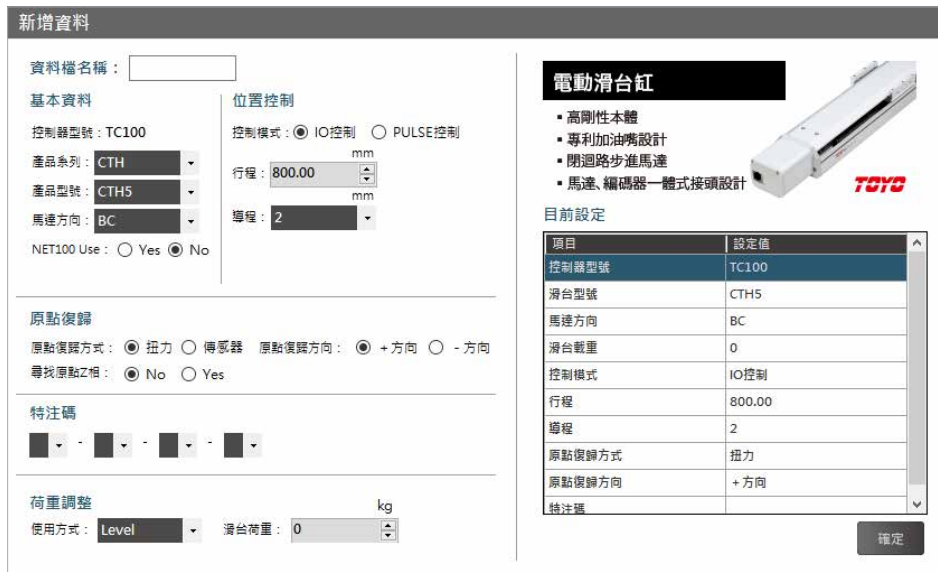 新增資料
資料檔名稱：
基本資料
控制器型號：TC100
產品系列：CTH
產品型號：CTH5
馬達方向：BC
NET100 Use： Yes No
位置控制
控制模式： IO控制 PULSE控制
mm
行程：800.00
mm
導程：2
原點復歸
原點復歸方式： 扭力 傳感器 原點復歸方向： +方向 -方向
尋找原點Z相： No Yes
特注碼
- - -
荷重調整
kg
使用方式：Level 滑台荷重：0
電動滑台缸
▪ 高剛性本體
▪ 專利加油嘴設計
▪ 閉迴路步進馬達
▪ 馬達、編碼器一體式接頭設計
TOYO
目前設定
項目 設定值
控制器型號 TC100
滑台型號 CTH5
馬達方向 BC
滑台載重 0
控制模式 IO控制
行程 800.00
導程 2
原點復歸方式 扭力
原點復歸方向 +方向
特注碼
確定